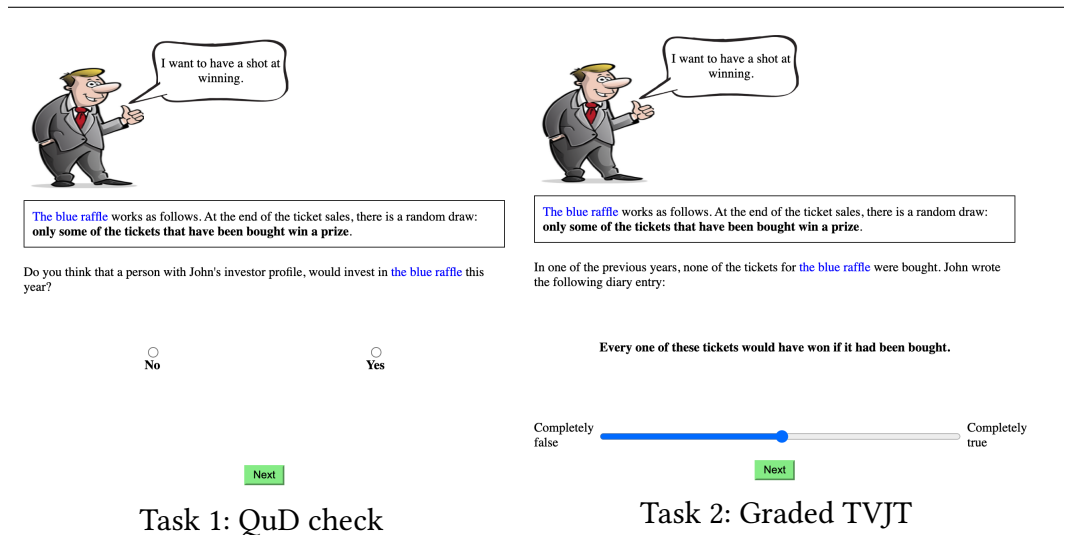 I want to have a shot at
winning.
The blue raffle works as follows. At the end of the ticket sales, there is a random draw:
only some of the tickets that have been bought win a prize.
Do you think that a person with John's investor profile, would invest in the blue raffle this
year?
No
Yes
Next
Task 1: QuD check
I want to have a shot at
winning.
The blue raffle works as follows. At the end of the ticket sales, there is a random draw:
only some of the tickets that have been bought win a prize.
In one of the previous years, none of the tickets for the blue raffle were bought. John wrote
the following diary entry:
Every one of these tickets would have won if it had been bought.
Completely
false
Completely
true
Next
Task 2: Graded TVJT